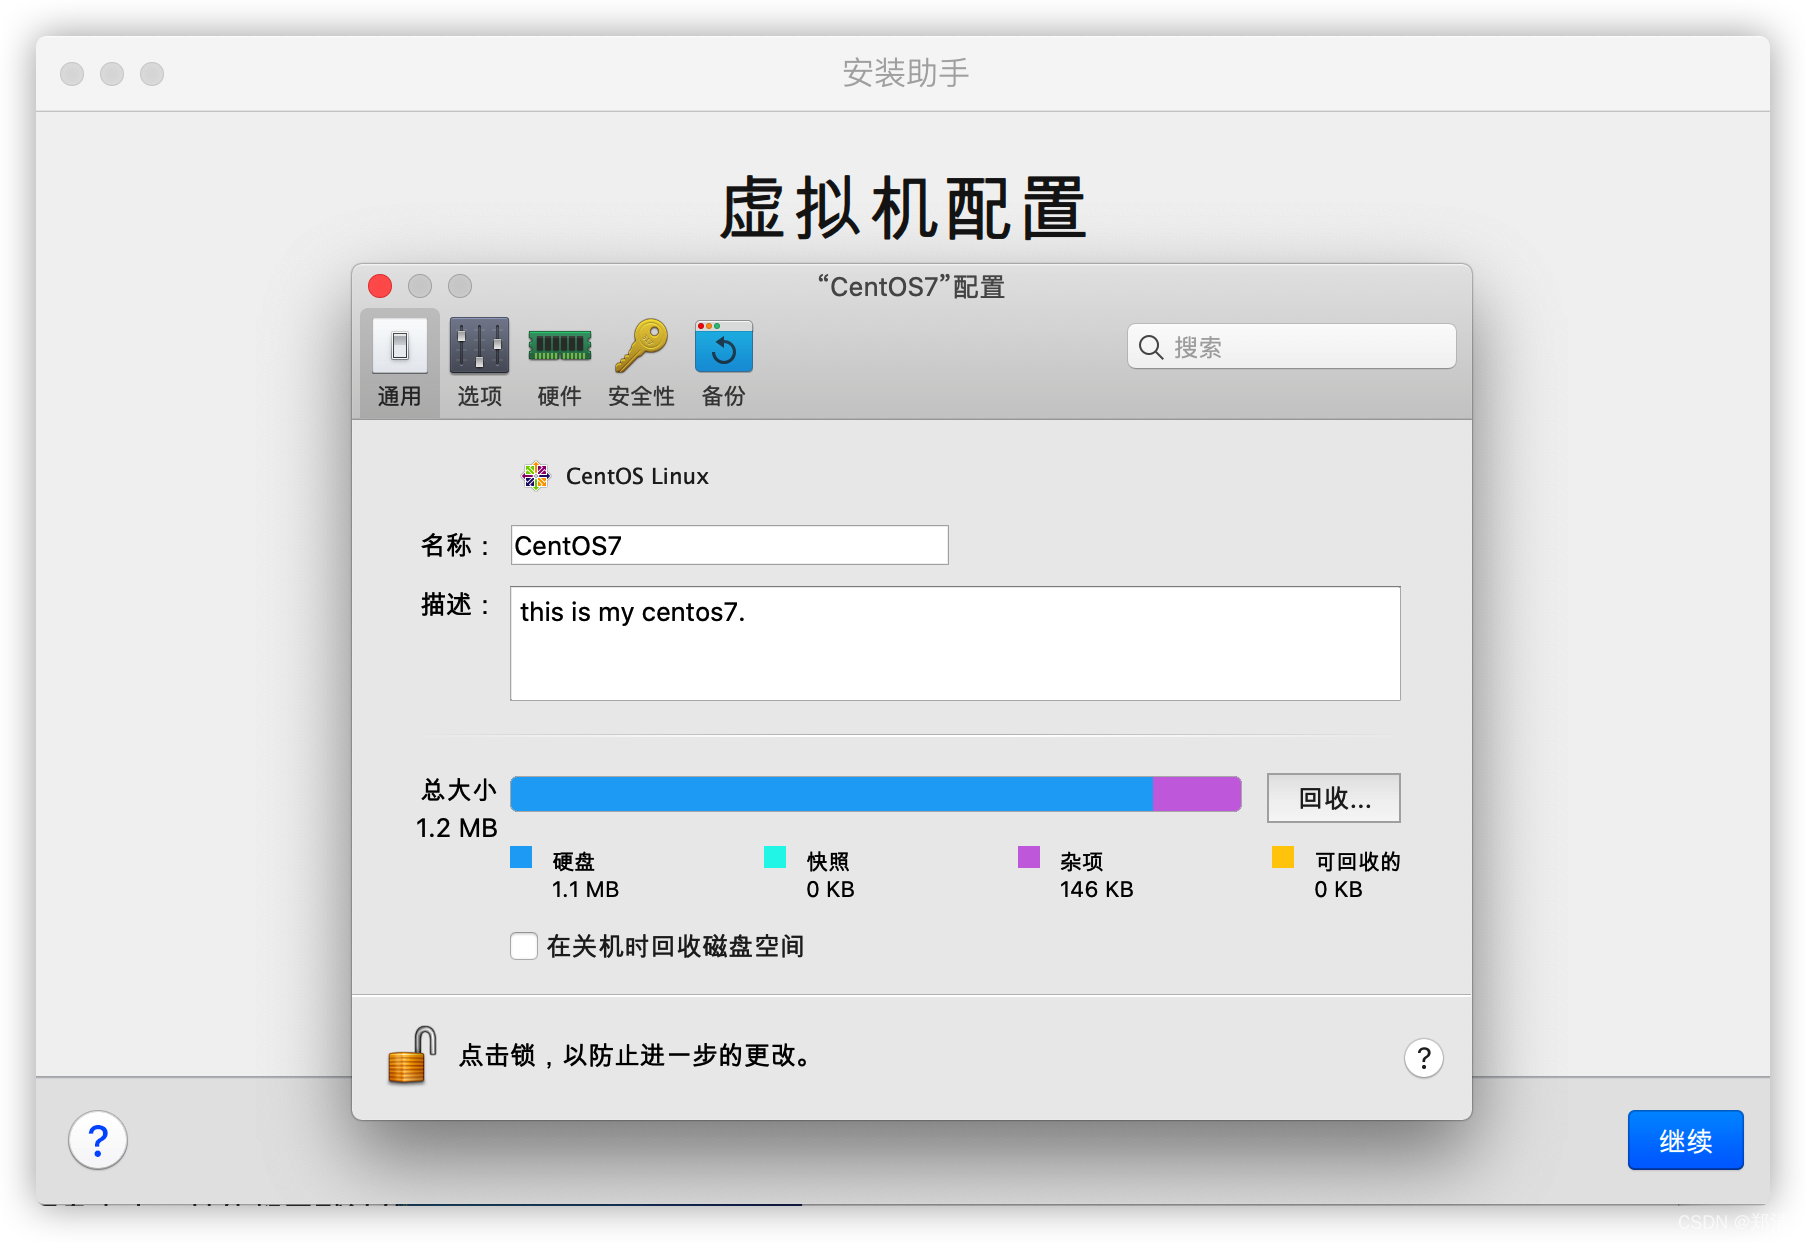 安装助手
虚拟机配置
“CentOS7”配置
通用 选项 硬件 安全性 备份 搜索
CentOS Linux
名称： CentOS7
描述： this is my centos7.
总大小 回收...
1.2 MB
硬盘 快照 杂项 可回收的
1.1 MB 0 KB 146 KB 0 KB
在关机时回收磁盘空间
点击锁，以防止进一步的更改。 ?
? 继续
CSDN